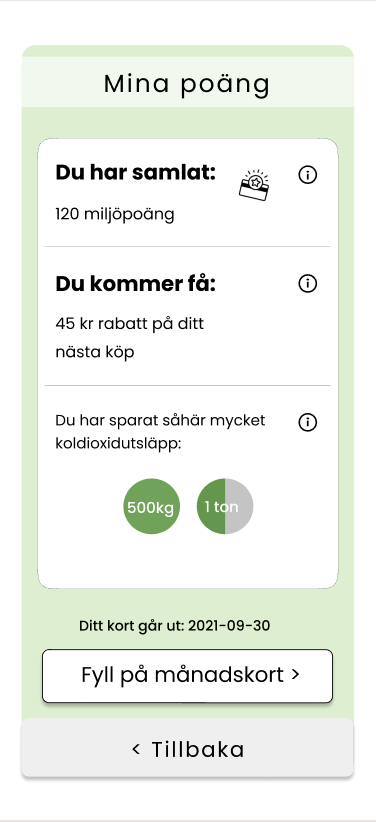 Mina poäng
Du har samlat:
120 miljöpoäng
Du kommer få:
45 kr rabatt på ditt
nästa köp
Du har sparat såhär mycket
koldioxidutsläpp:
500kg 1 ton
Ditt kort går ut: 2021-09-30
Fyll på månadskort >
< Tillbaka